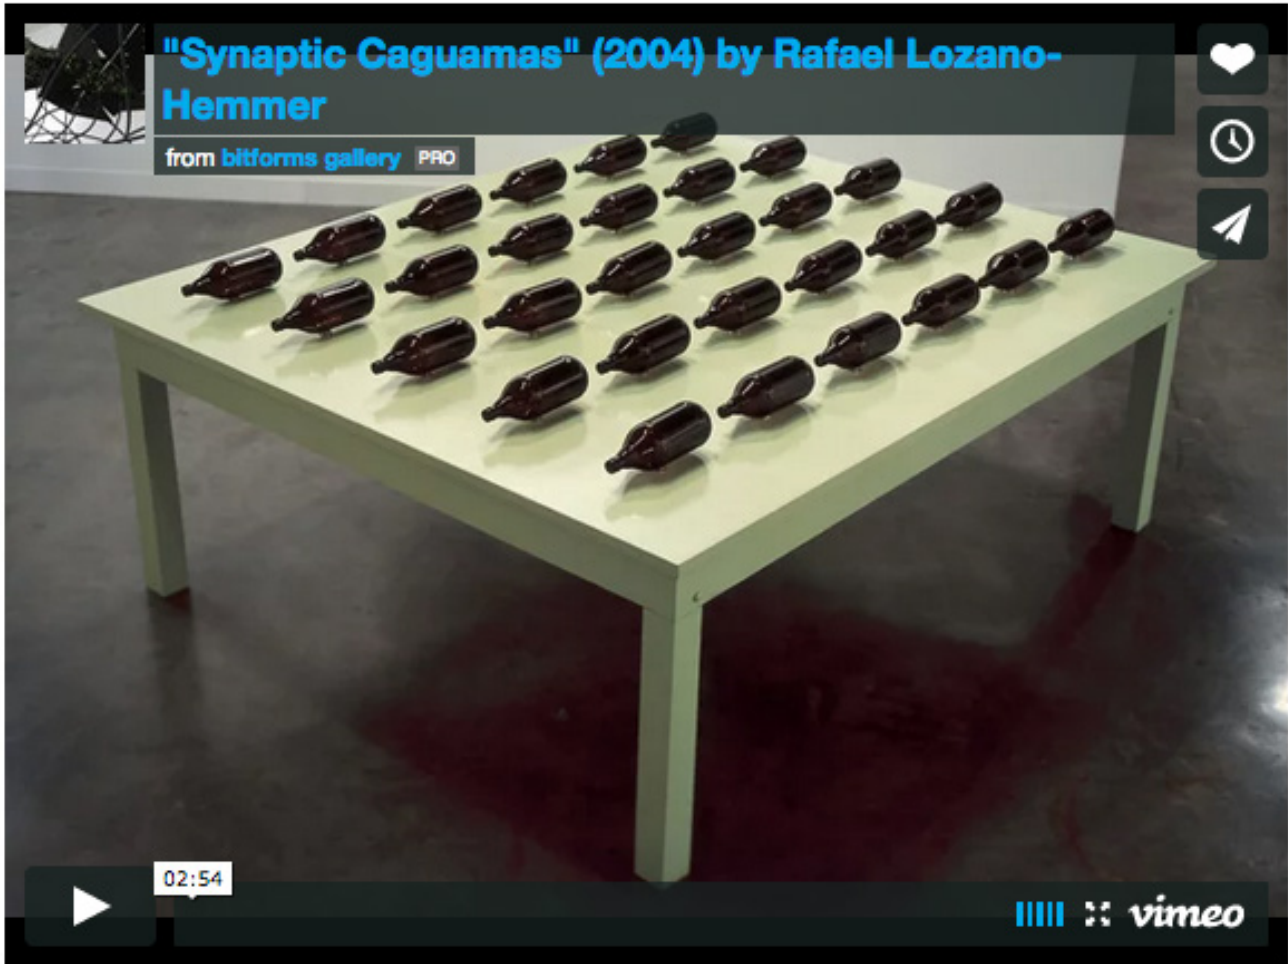 "Synaptic Caguamas" (2004) by Rafael Lozano-
Hemmer
from bitforms gallery PRO
02:54
vimeo